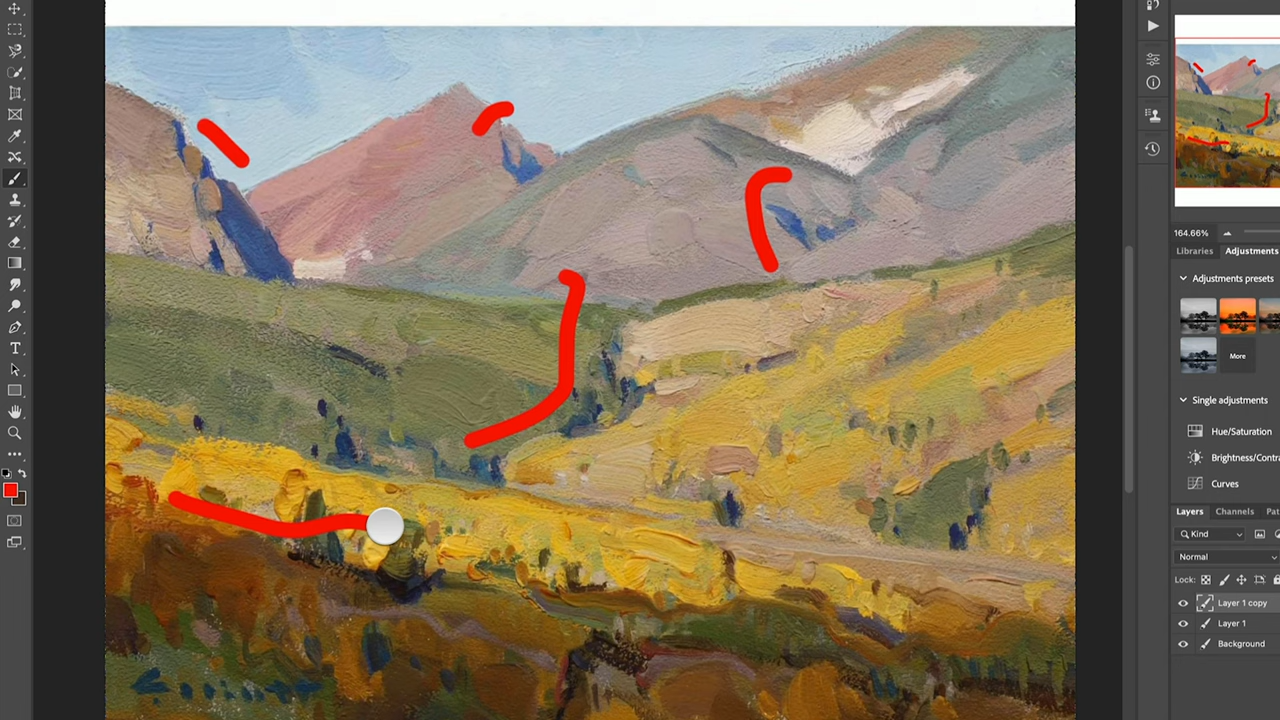 164.66%
Libraries Adjustments
Adjustments presets
More
Single adjustments
Hue/Saturation
Brightness/Contra
Curves
Layers Channels Pat
Kind
Normal
Lock:
Layer 1 copy
Layer 1
Background
T